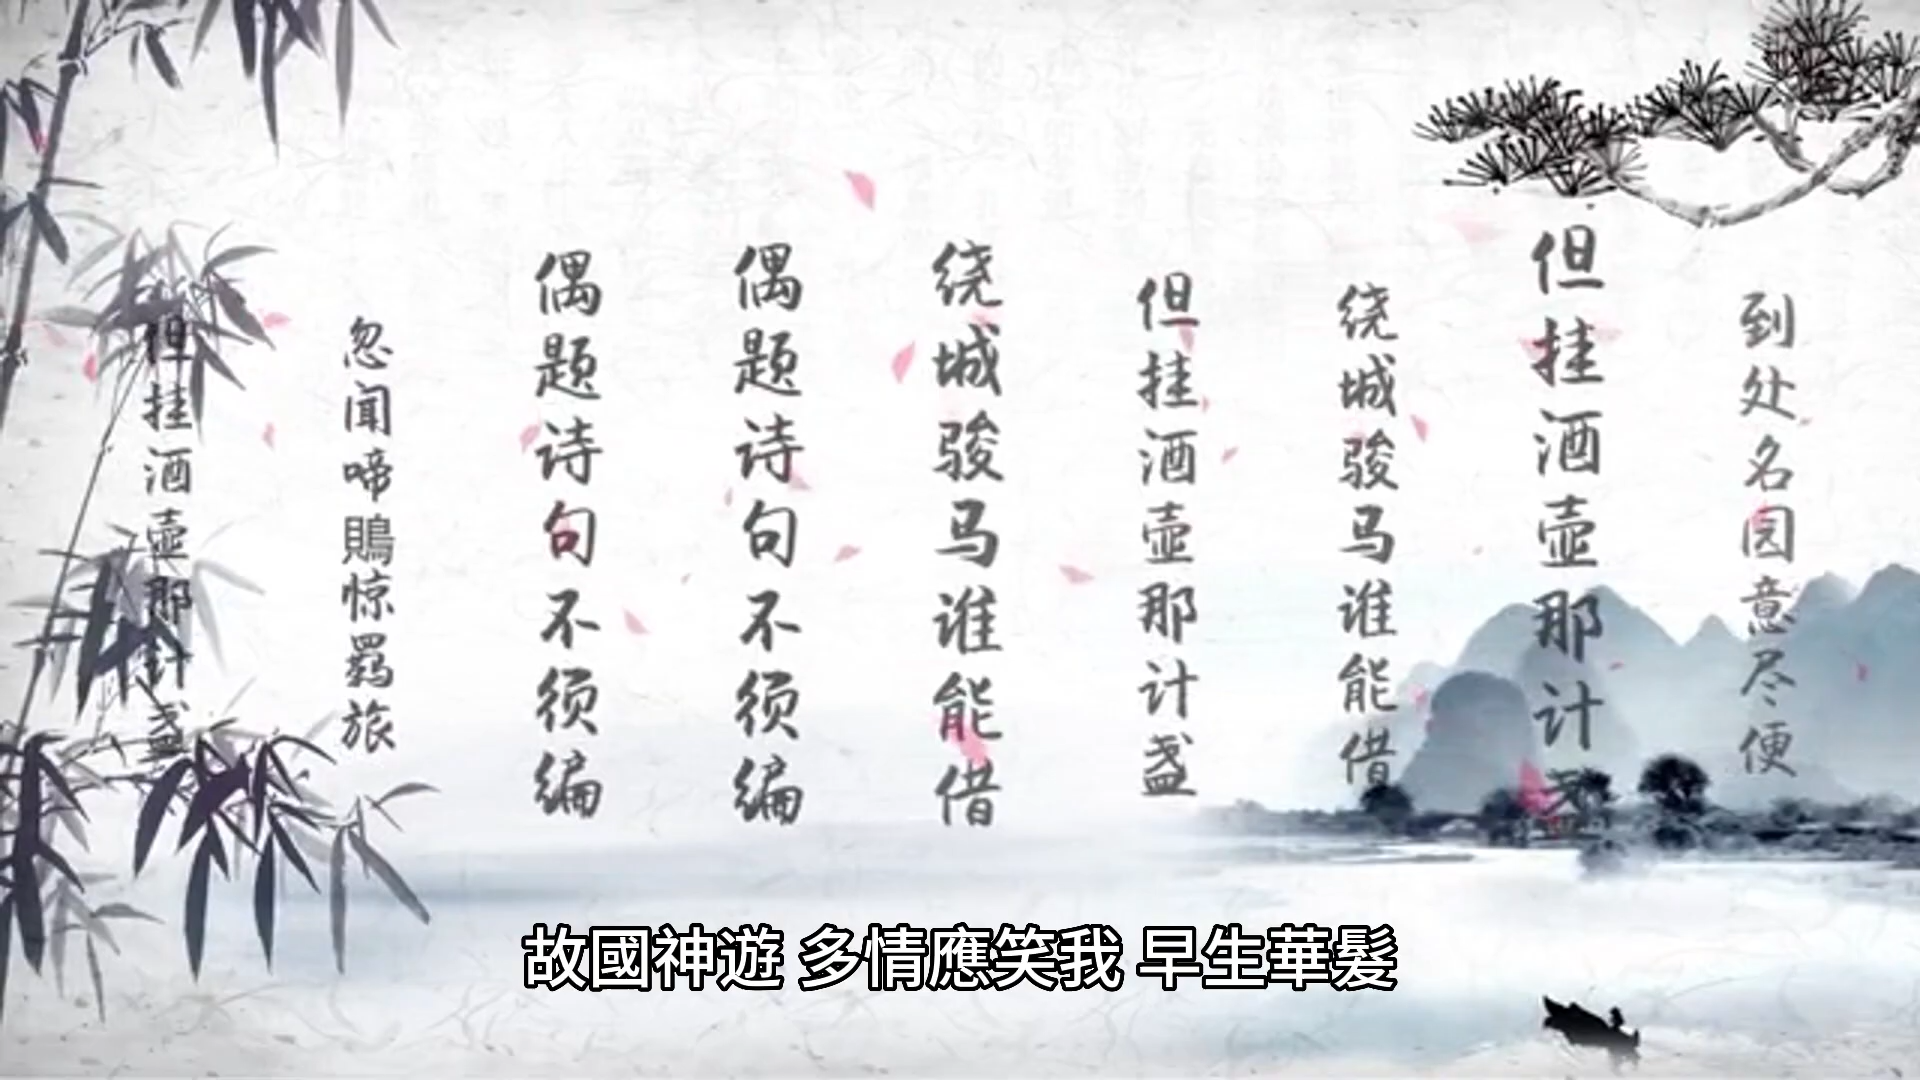 到处名园意尽便
但挂酒壶那计盏
绕城骏马谁能借
但挂酒壶那计盏
绕城骏马谁能借
偶题诗句不须编
偶题诗句不须编
忽闻啼鵙惊羁旅
但挂酒壶那计盏
故國神遊 多情應笑我 早生華髮